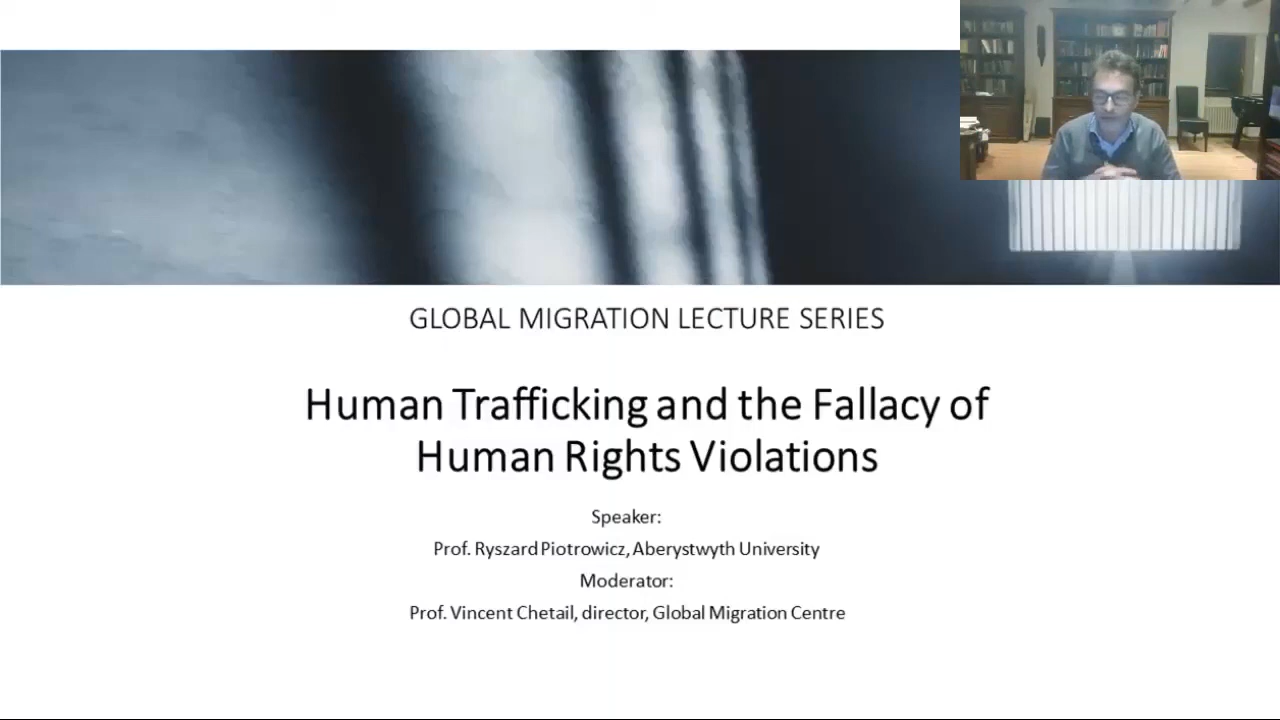 GLOBAL MIGRATION LECTURE SERIES
Human Trafficking and the Fallacy of
Human Rights Violations
Speaker:
Prof. Ryszard Piotrowicz, Aberystwyth University
Moderator:
Prof. Vincent Chetail, director, Global Migration Centre